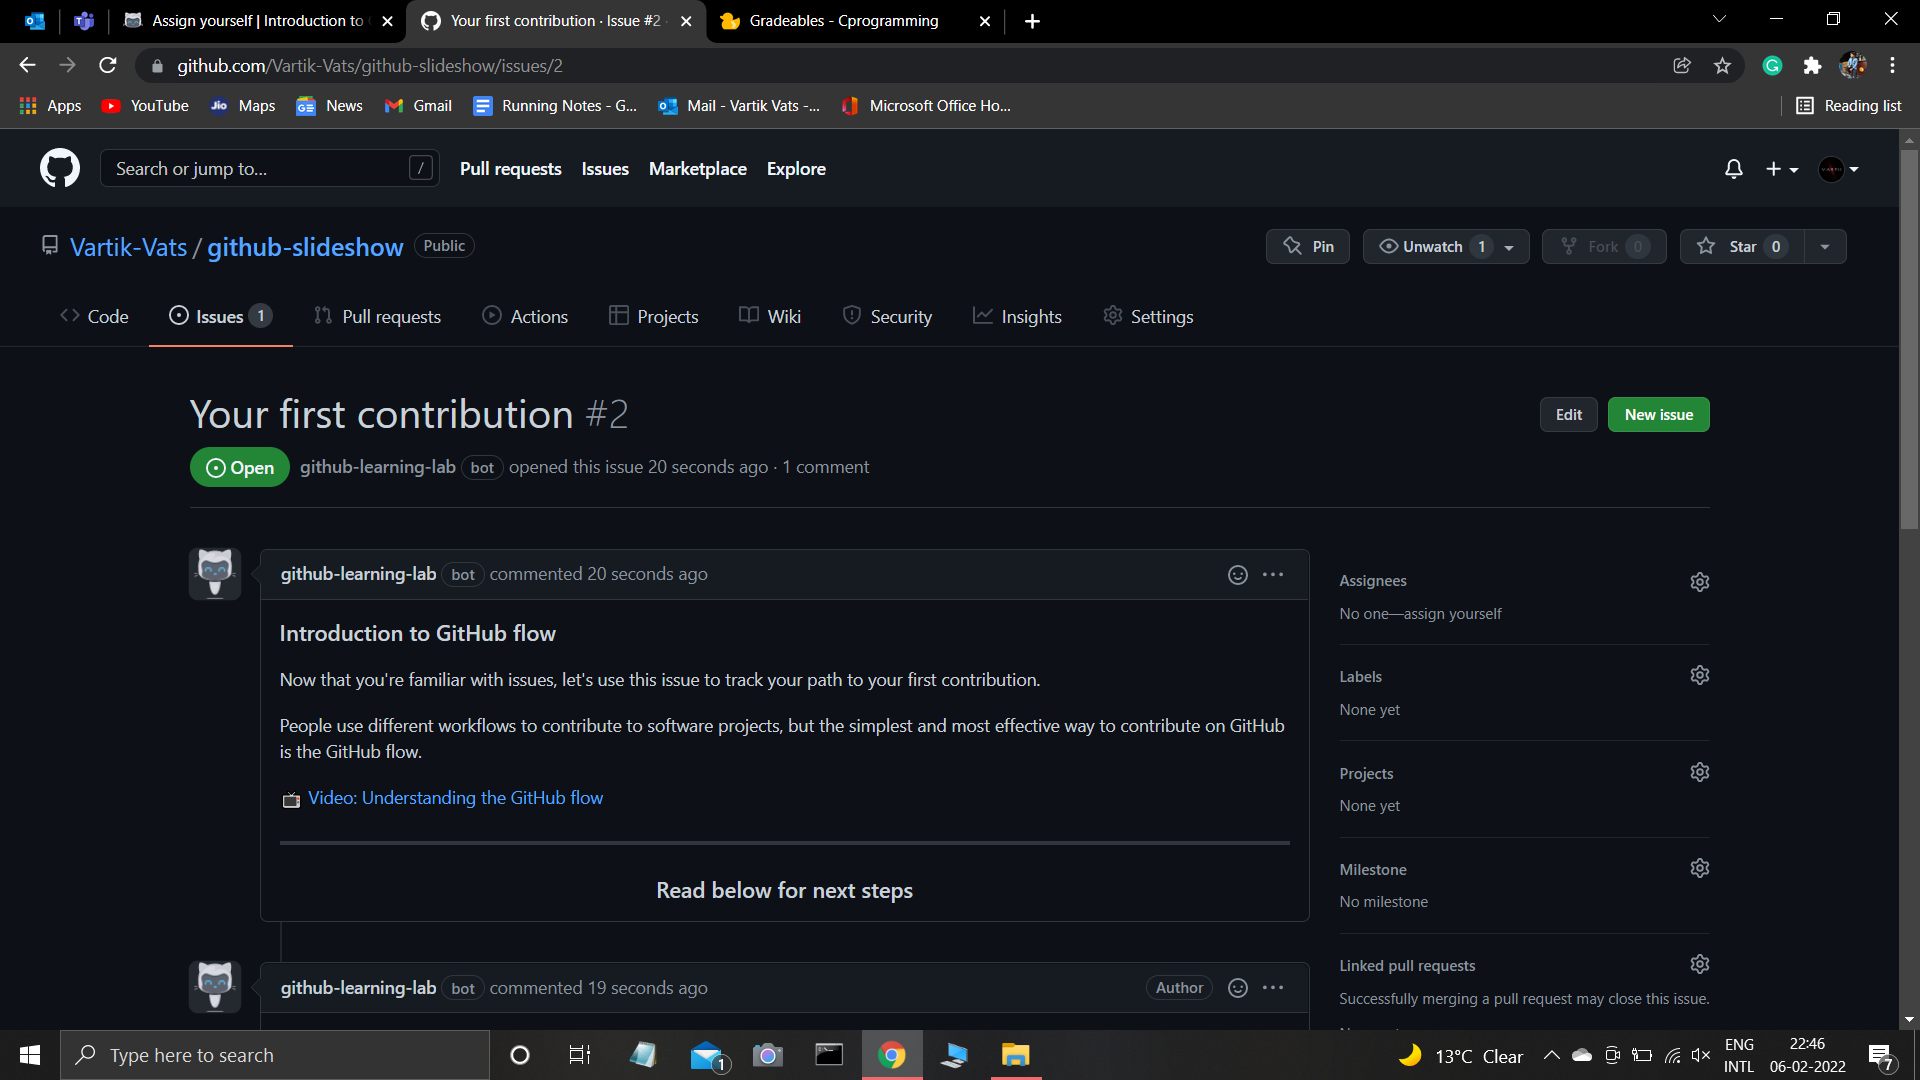 Assign yourself | Introduction to
Your first contribution · Issue #2
Gradeables - Cprogramming
github.com/Vartik-Vats/github-slideshow/issues/2
Apps
YouTube
Jio
Maps
News
Gmail
Running Notes - G...
Mail - Vartik Vats -...
Microsoft Office Ho...
Reading list
Search or jump to...
/
Pull requests
Issues
Marketplace
Explore
Vartik-Vats / github-slideshow
Public
Pin
Unwatch 1
Fork 0
Star 0
Code
Issues 1
Pull requests
Actions
Projects
Wiki
Security
Insights
Settings
Your first contribution #2
Edit
New issue
Open
github-learning-lab bot opened this issue 20 seconds ago · 1 comment
github-learning-lab bot commented 20 seconds ago
Introduction to GitHub flow
Now that you're familiar with issues, let's use this issue to track your path to your first contribution.
People use different workflows to contribute to software projects, but the simplest and most effective way to contribute on GitHub
is the GitHub flow.
Video: Understanding the GitHub flow
Read below for next steps
github-learning-lab bot commented 19 seconds ago
Author
Assignees
No one—assign yourself
Labels
None yet
Projects
None yet
Milestone
No milestone
Linked pull requests
Successfully merging a pull request may close this issue.
Type here to search
1
13°C Clear
ENG
INTL
22:46
06-02-2022
7